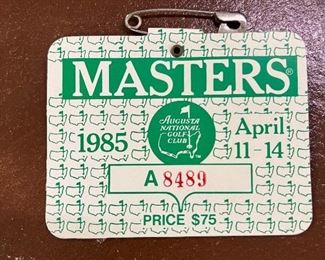 MASTERS®
1985
AUGUSTA
NATIONAL
GOLF
CLUB
April
11-14
A 8489
PRICE $75